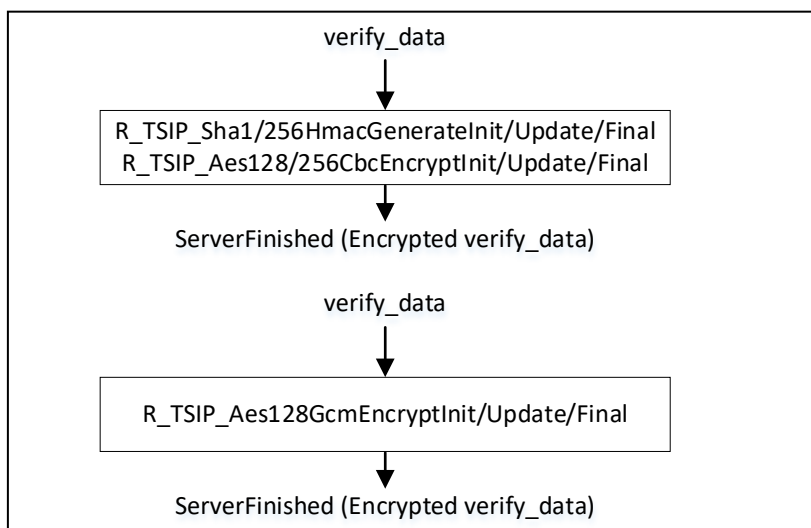 verify_data
R_TSIP_Sha1/256HmacGenerateInit/Update/Final
R_TSIP_Aes128/256CbcEncryptInit/Update/Final
ServerFinished (Encrypted verify_data)
verify_data
R_TSIP_Aes128GcmEncryptInit/Update/Final
ServerFinished (Encrypted verify_data)